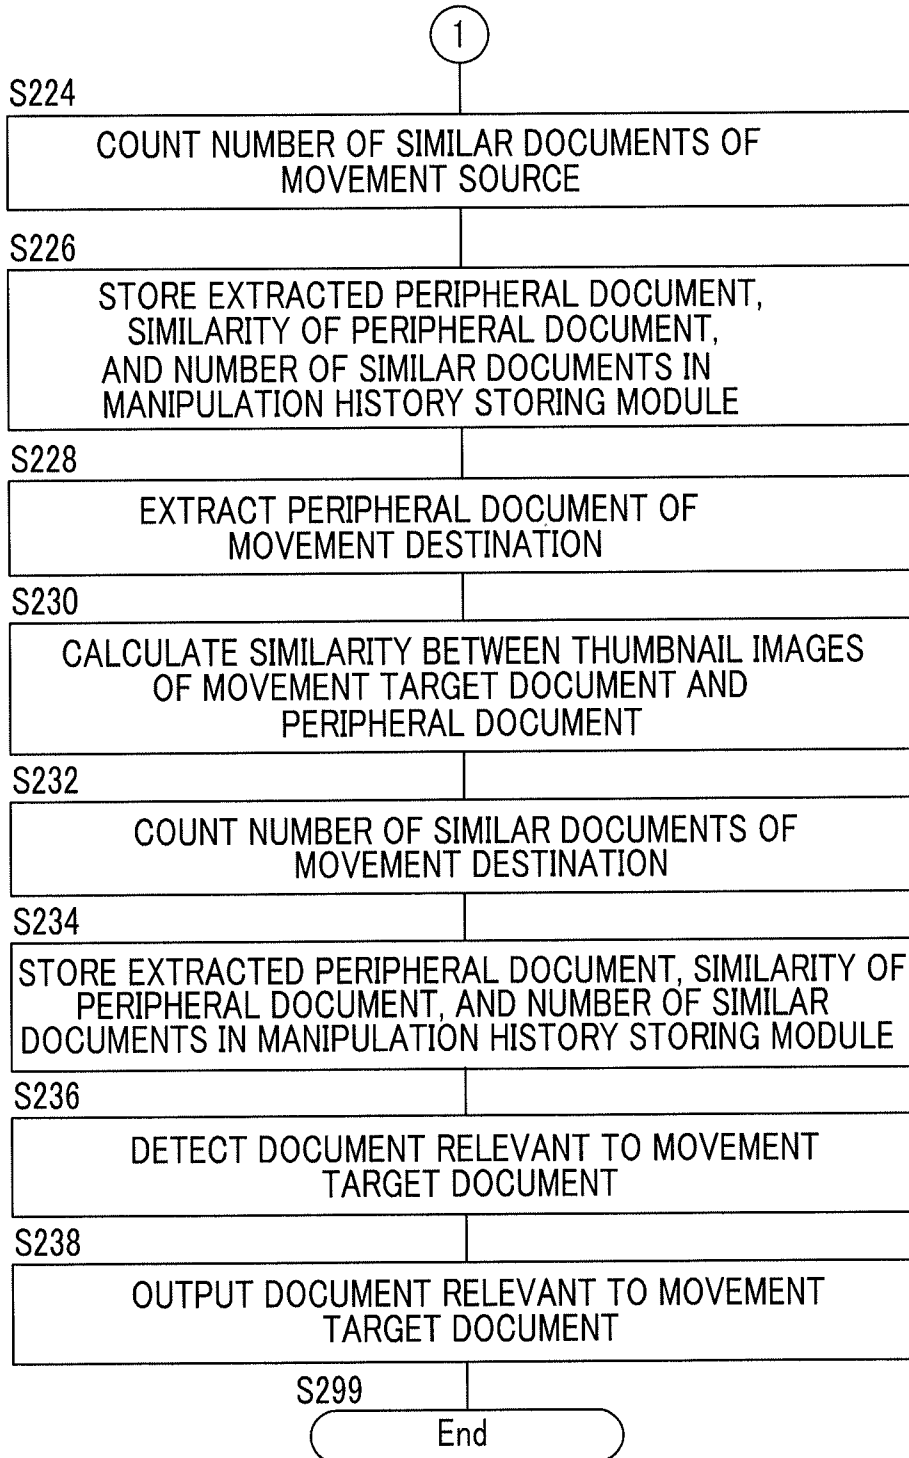 1
S224
COUNT NUMBER OF SIMILAR DOCUMENTS OF
MOVEMENT SOURCE
S226
STORE EXTRACTED PERIPHERAL DOCUMENT,
SIMILARITY OF PERIPHERAL DOCUMENT,
AND NUMBER OF SIMILAR DOCUMENTS IN
MANIPULATION HISTORY STORING MODULE
S228
EXTRACT PERIPHERAL DOCUMENT OF
MOVEMENT DESTINATION
S230
CALCULATE SIMILARITY BETWEEN THUMBNAIL IMAGES
OF MOVEMENT TARGET DOCUMENT AND
PERIPHERAL DOCUMENT
S232
COUNT NUMBER OF SIMILAR DOCUMENTS OF
MOVEMENT DESTINATION
S234
STORE EXTRACTED PERIPHERAL DOCUMENT, SIMILARITY OF
PERIPHERAL DOCUMENT, AND NUMBER OF SIMILAR
DOCUMENTS IN MANIPULATION HISTORY STORING MODULE
S236
DETECT DOCUMENT RELEVANT TO MOVEMENT
TARGET DOCUMENT
S238
OUTPUT DOCUMENT RELEVANT TO MOVEMENT
TARGET DOCUMENT
S299
End